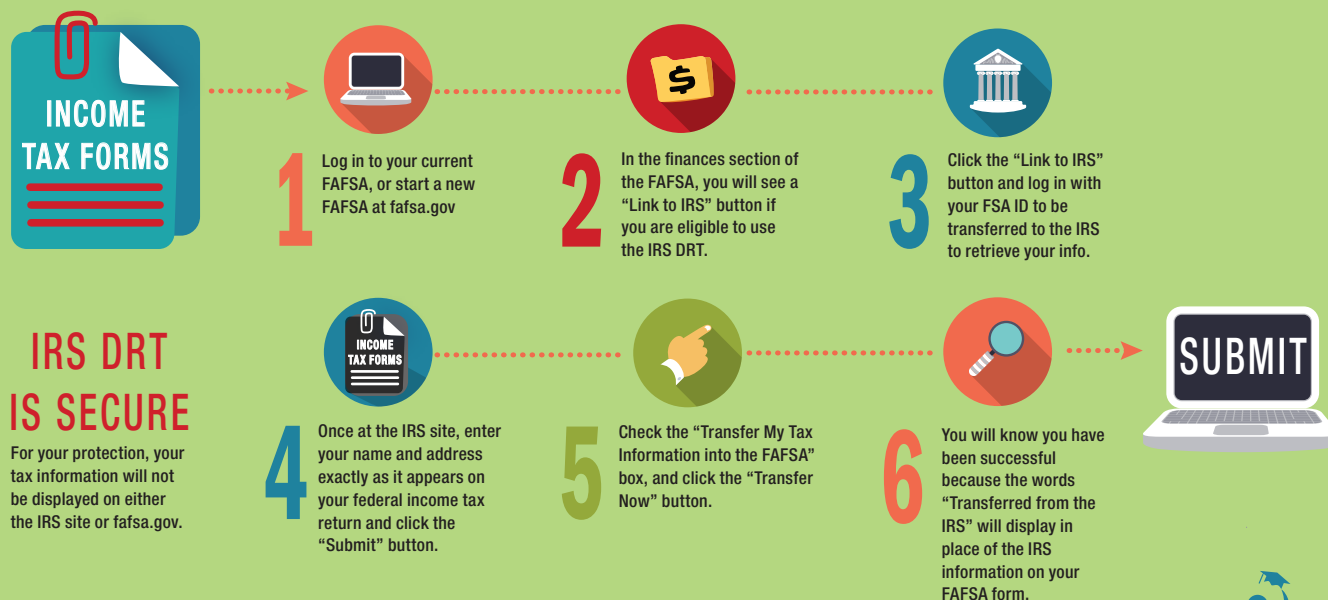 INCOME
TAX FORMS
1
Log in to your current
FAFSA, or start a new
FAFSA at fafsa.gov
2
In the finances section of
the FAFSA, you will see a
“Link to IRS” button if
you are eligible to use
the IRS DRT.
3
Click the “Link to IRS”
button and log in with
your FSA ID to be
transferred to the IRS
to retrieve your info.
IRS DRT
IS SECURE
For your protection, your
tax information will not
be displayed on either
the IRS site or fafsa.gov.
INCOME
TAX FORMS
4
Once at the IRS site, enter
your name and address
exactly as it appears on
your federal income tax
return and click the
“Submit” button.
5
Check the “Transfer My Tax
Information into the FAFSA”
box, and click the “Transfer
Now” button.
6
You will know you have
been successful
because the words
“Transferred from the
IRS” will display in
place of the IRS
information on your
FAFSA form.
SUBMIT